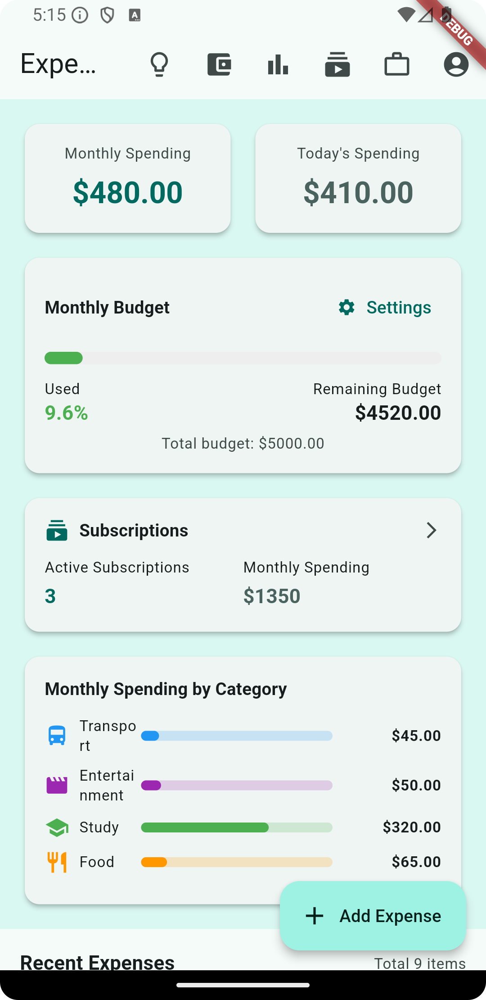 5:15
DEBUG
Expe...
Monthly Spending
$480.00
Today's Spending
$410.00
Monthly Budget
Settings
Used
9.6%
Remaining Budget
$4520.00
Total budget: $5000.00
Subscriptions
Active Subscriptions
3
Monthly Spending
$1350
Monthly Spending by Category
Transpo
rt
$45.00
Entertai
nment
$50.00
Study
$320.00
Food
$65.00
Add Expense
Recent Expenses
Total 9 items